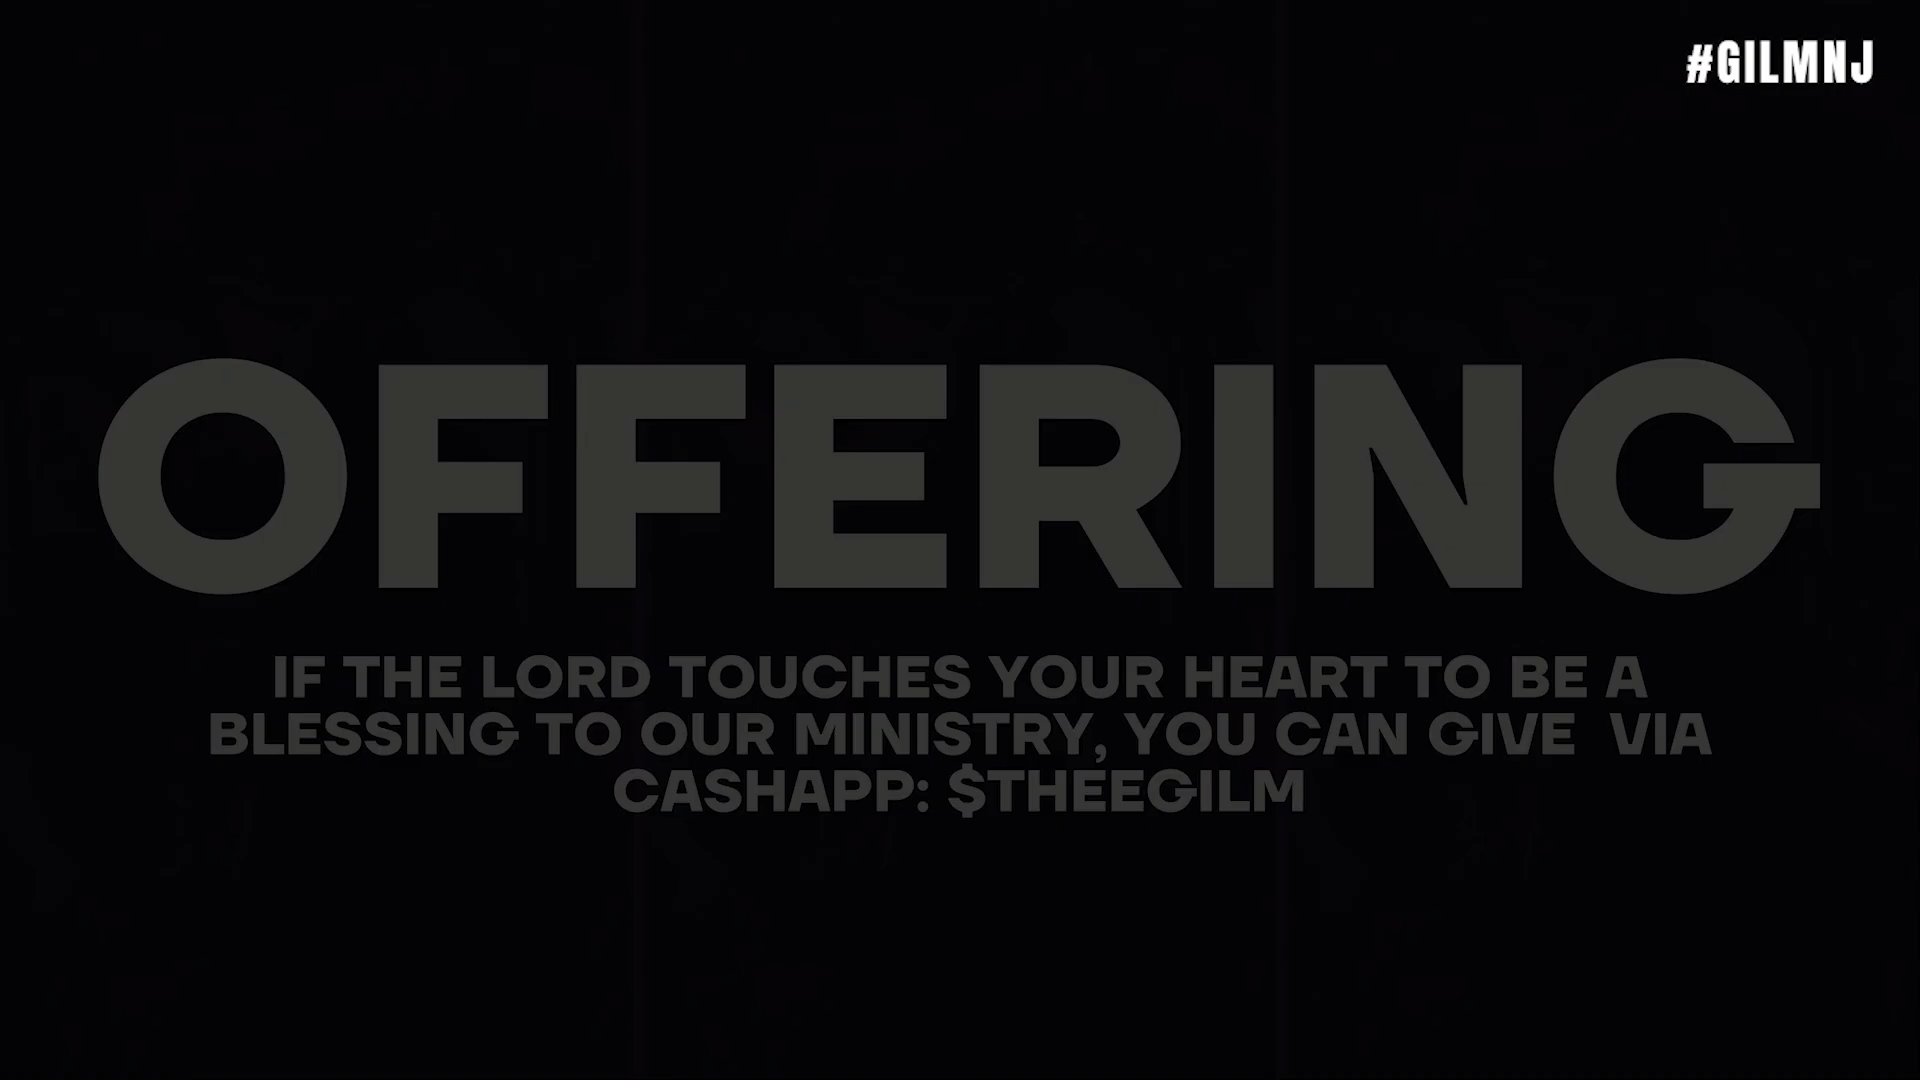 #GILMNJ
OFFERING
IF THE LORD TOUCHES YOUR HEART TO BE A
BLESSING TO OUR MINISTRY, YOU CAN GIVE  VIA
CASHAPP: $THEEGILM